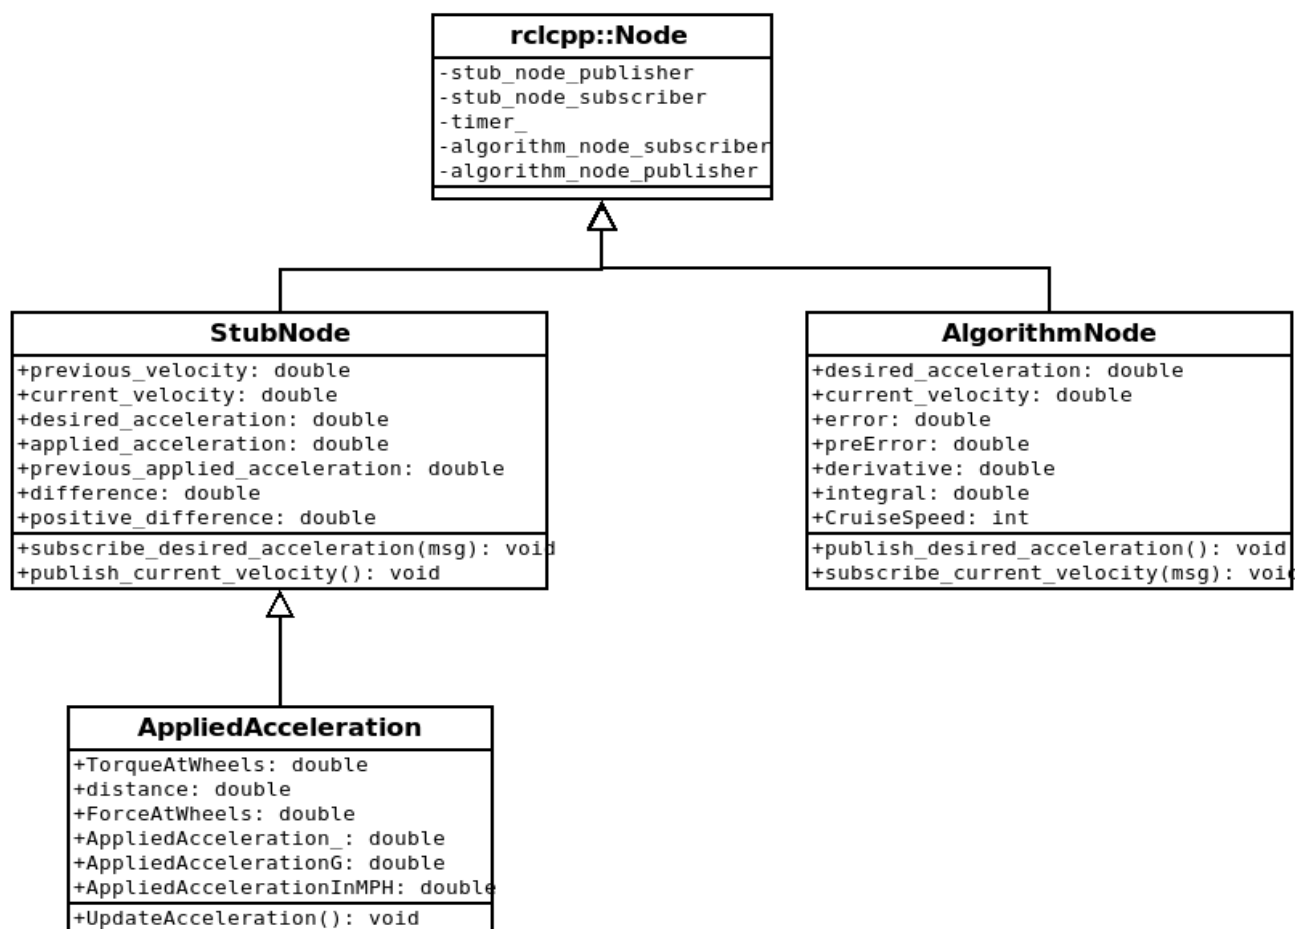 rclcpp::Node
-stub_node_publisher
-stub_node_subscriber
-timer_
-algorithm_node_subscriber
-algorithm_node_publisher
StubNode
+previous_velocity: double
+current_velocity: double
+desired_acceleration: double
+applied_acceleration: double
+previous_applied_acceleration: double
+difference: double
+positive_difference: double
+subscribe_desired_acceleration(msg): void
+publish_current_velocity(): void
AlgorithmNode
+desired_acceleration: double
+current_velocity: double
+error: double
+preError: double
+derivative: double
+integral: double
+CruiseSpeed: int
+publish_desired_acceleration(): void
+subscribe_current_velocity(msg): void
AppliedAcceleration
+TorqueAtWheels: double
+distance: double
+ForceAtWheels: double
+AppliedAcceleration_: double
+AppliedAccelerationG: double
+AppliedAccelerationInMPH: double
+UpdateAcceleration(): void